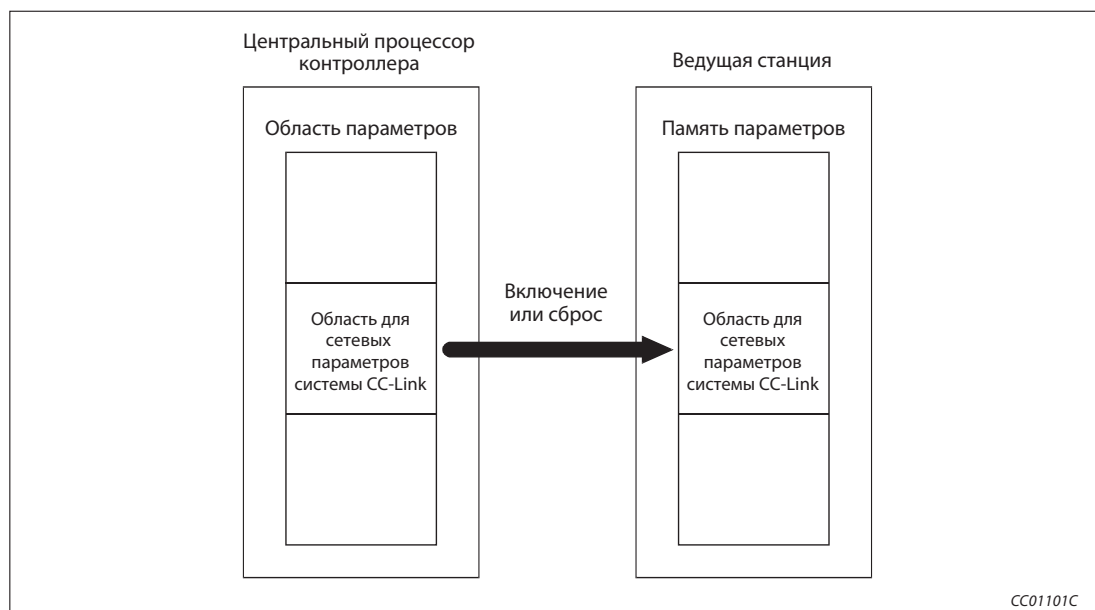 Центральный процессор
контроллера
Ведущая станция
Область параметров
Память параметров
Включение
или сброс
Область для
сетевых
параметров
системы CC-Link
Область для
сетевых
параметров
системы CC-Link
CC01101C